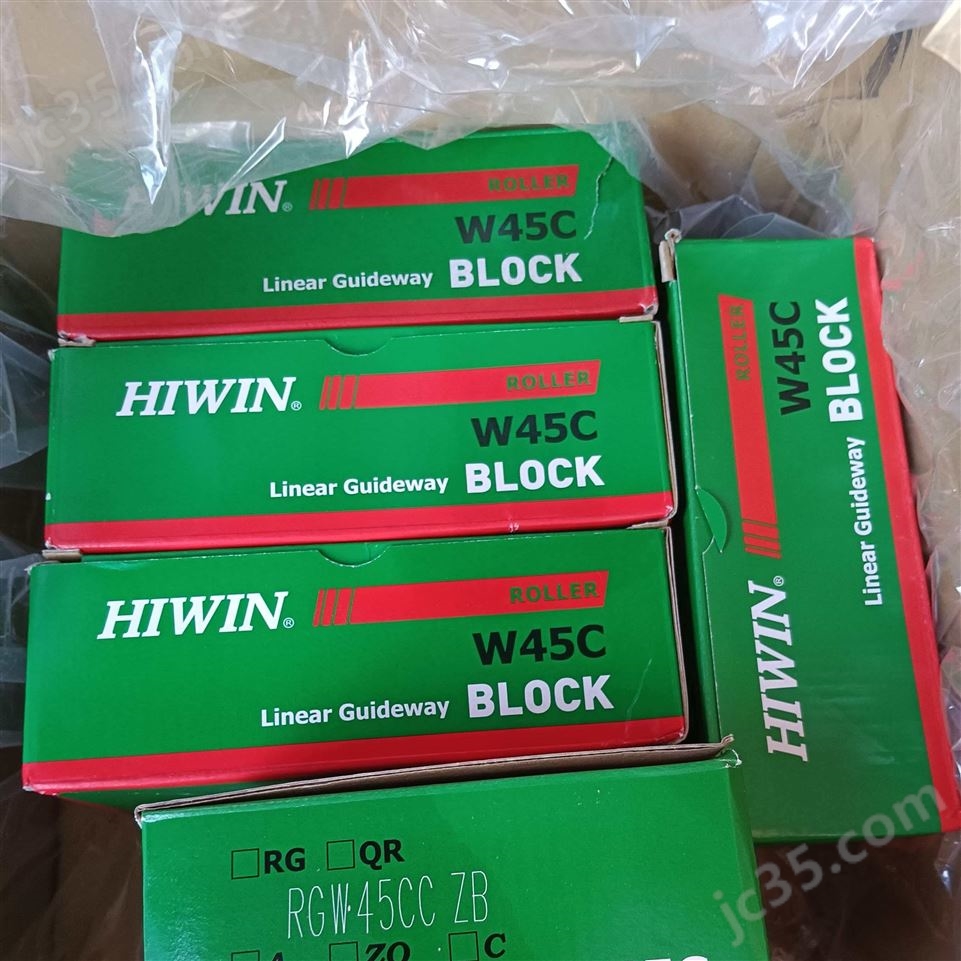 HIWIN®
ROLLER
W45C
Linear Guideway BLOCK
HIWIN®
ROLLER
W45C
Linear Guideway BLOCK
HIWIN®
ROLLER
W45C
Linear Guideway BLOCK
HIWIN®
ROLLER
W45C
Linear Guideway BLOCK
□RG □QR
RGW45CC ZB
□A □ZO □C
jc35.com